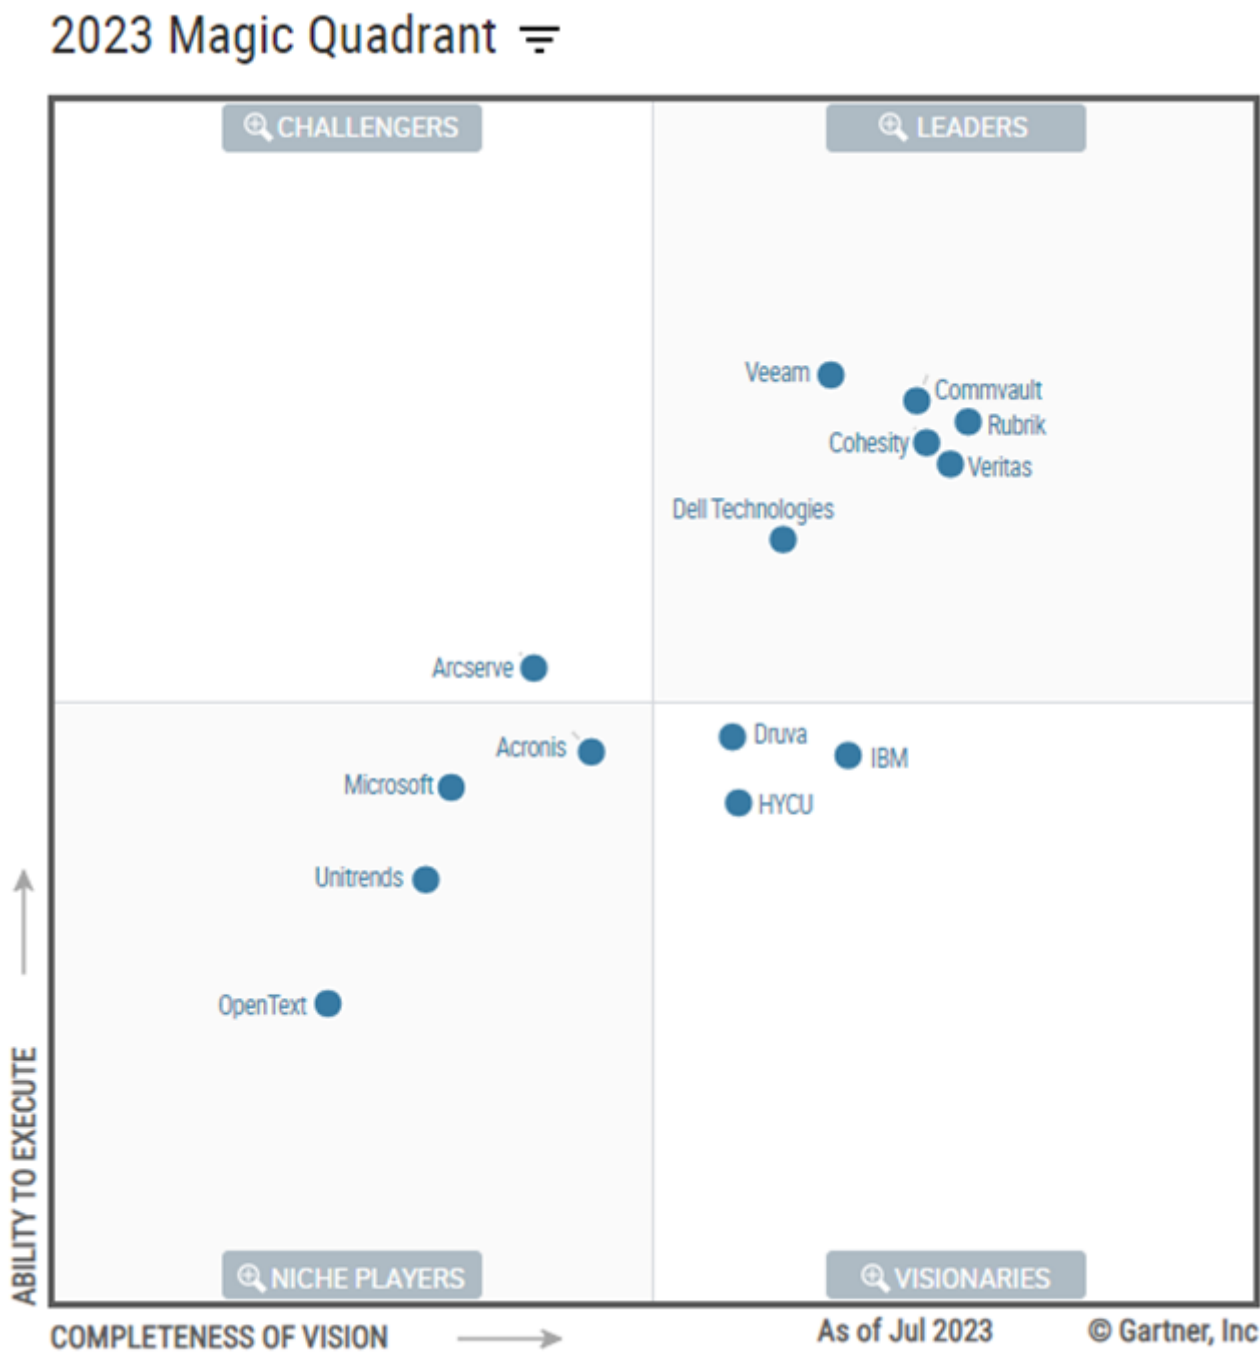 2023 Magic Quadrant
CHALLENGERS
LEADERS
Veeam
Commvault
Rubrik
Cohesity
Veritas
Dell Technologies
Arcserve
Druva
Acronis
IBM
Microsoft
HYCU
Unitrends
OpenText
ABILITY TO EXECUTE
NICHE PLAYERS
VISIONARIES
COMPLETENESS OF VISION
As of Jul 2023
© Gartner, Inc